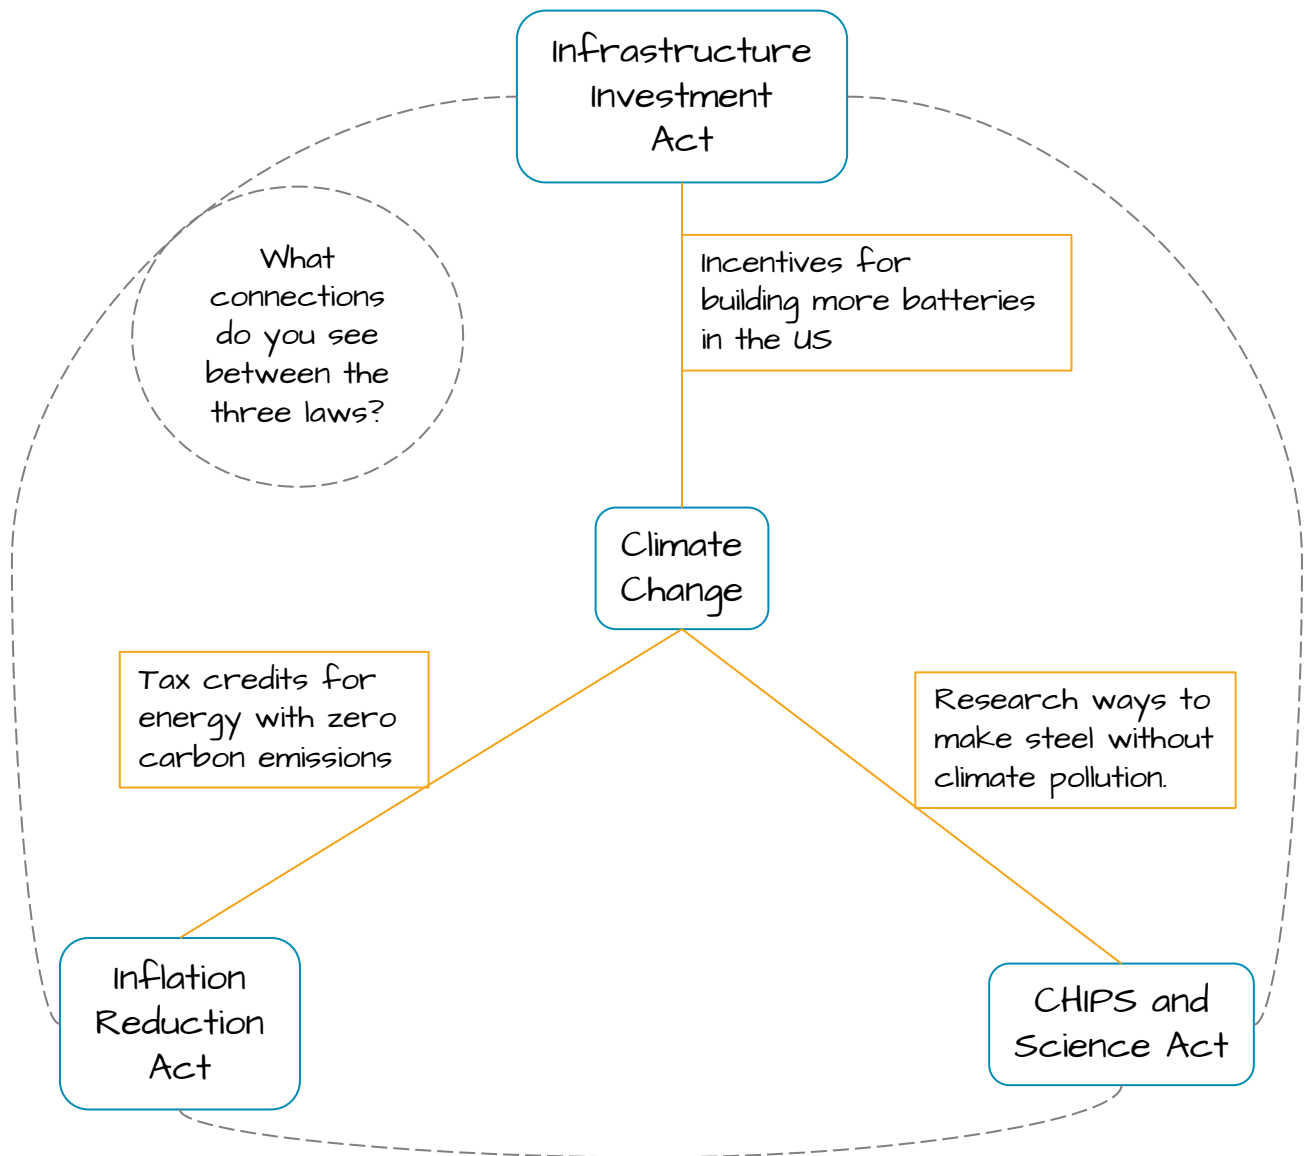 Infrastructure
Investment
Act
What
connections
do you see
between the
three laws?
Incentives for
building more batteries
in the US
Climate
Change
Tax credits for
energy with zero
carbon emissions
Research ways to
make steel without
climate pollution.
Inflation
Reduction
Act
CHIPS and
Science Act